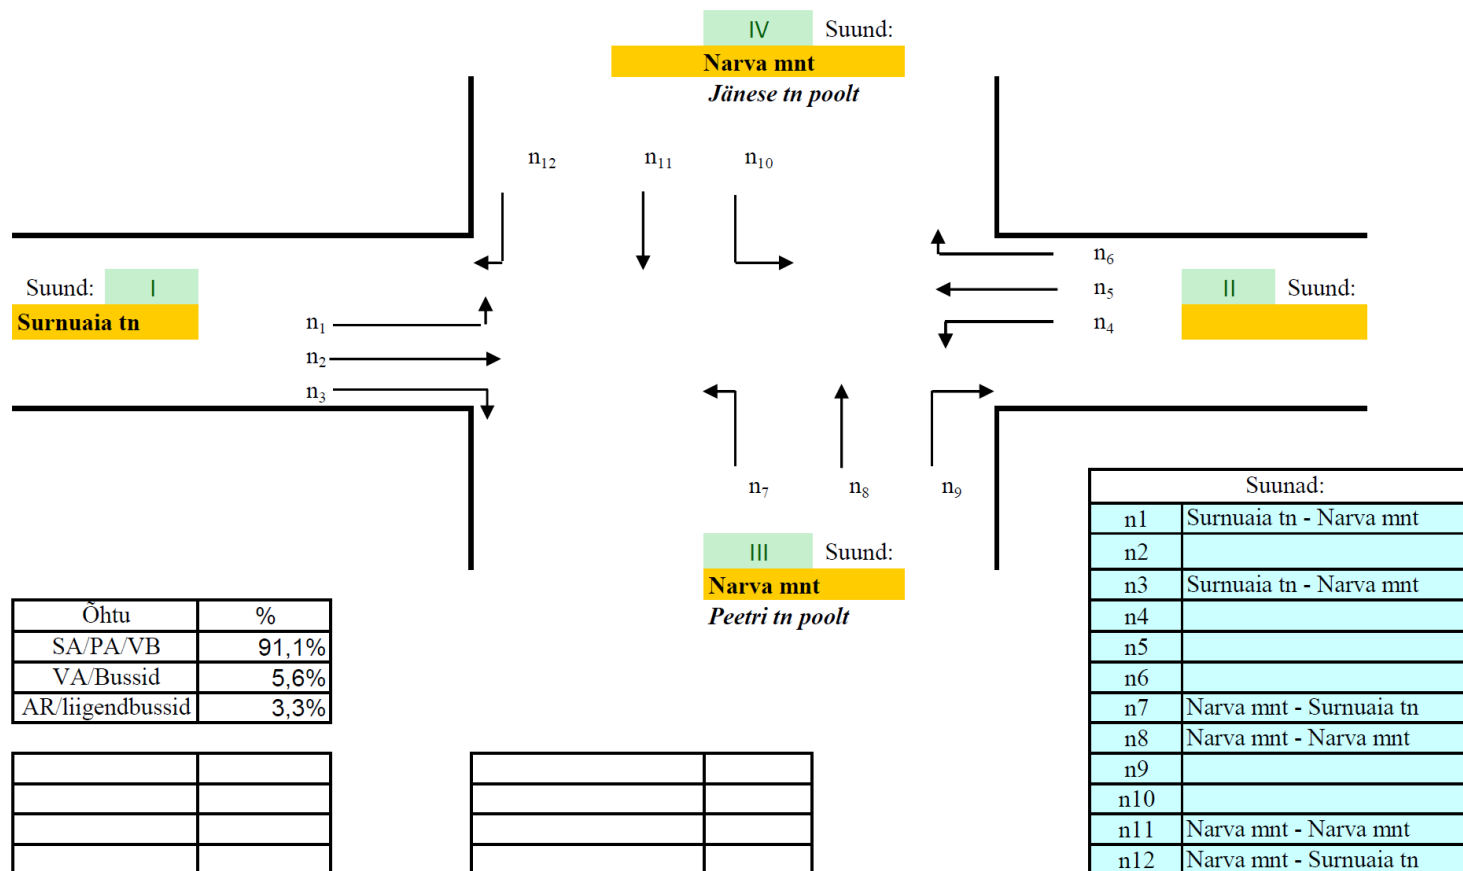 IV Suund:
Narva mnt
Jänese tn poolt
n12 n11 n10
n6
Suund: I
n5
II Suund:
Surnuaia tn
n1
n4
n2
n3
n7 n8 n9
III Suund:
Narva mnt
Peetri tn poolt
Õhtu %
SA/PA/VB 91,1%
VA/Bussid 5,6%
AR/liigendbussid 3,3%
Suunad:
n1 Surnuaia tn - Narva mnt
n2
n3 Surnuaia tn - Narva mnt
n4
n5
n6
n7 Narva mnt - Surnuaia tn
n8 Narva mnt - Narva mnt
n9
n10
n11 Narva mnt - Narva mnt
n12 Narva mnt - Surnuaia tn